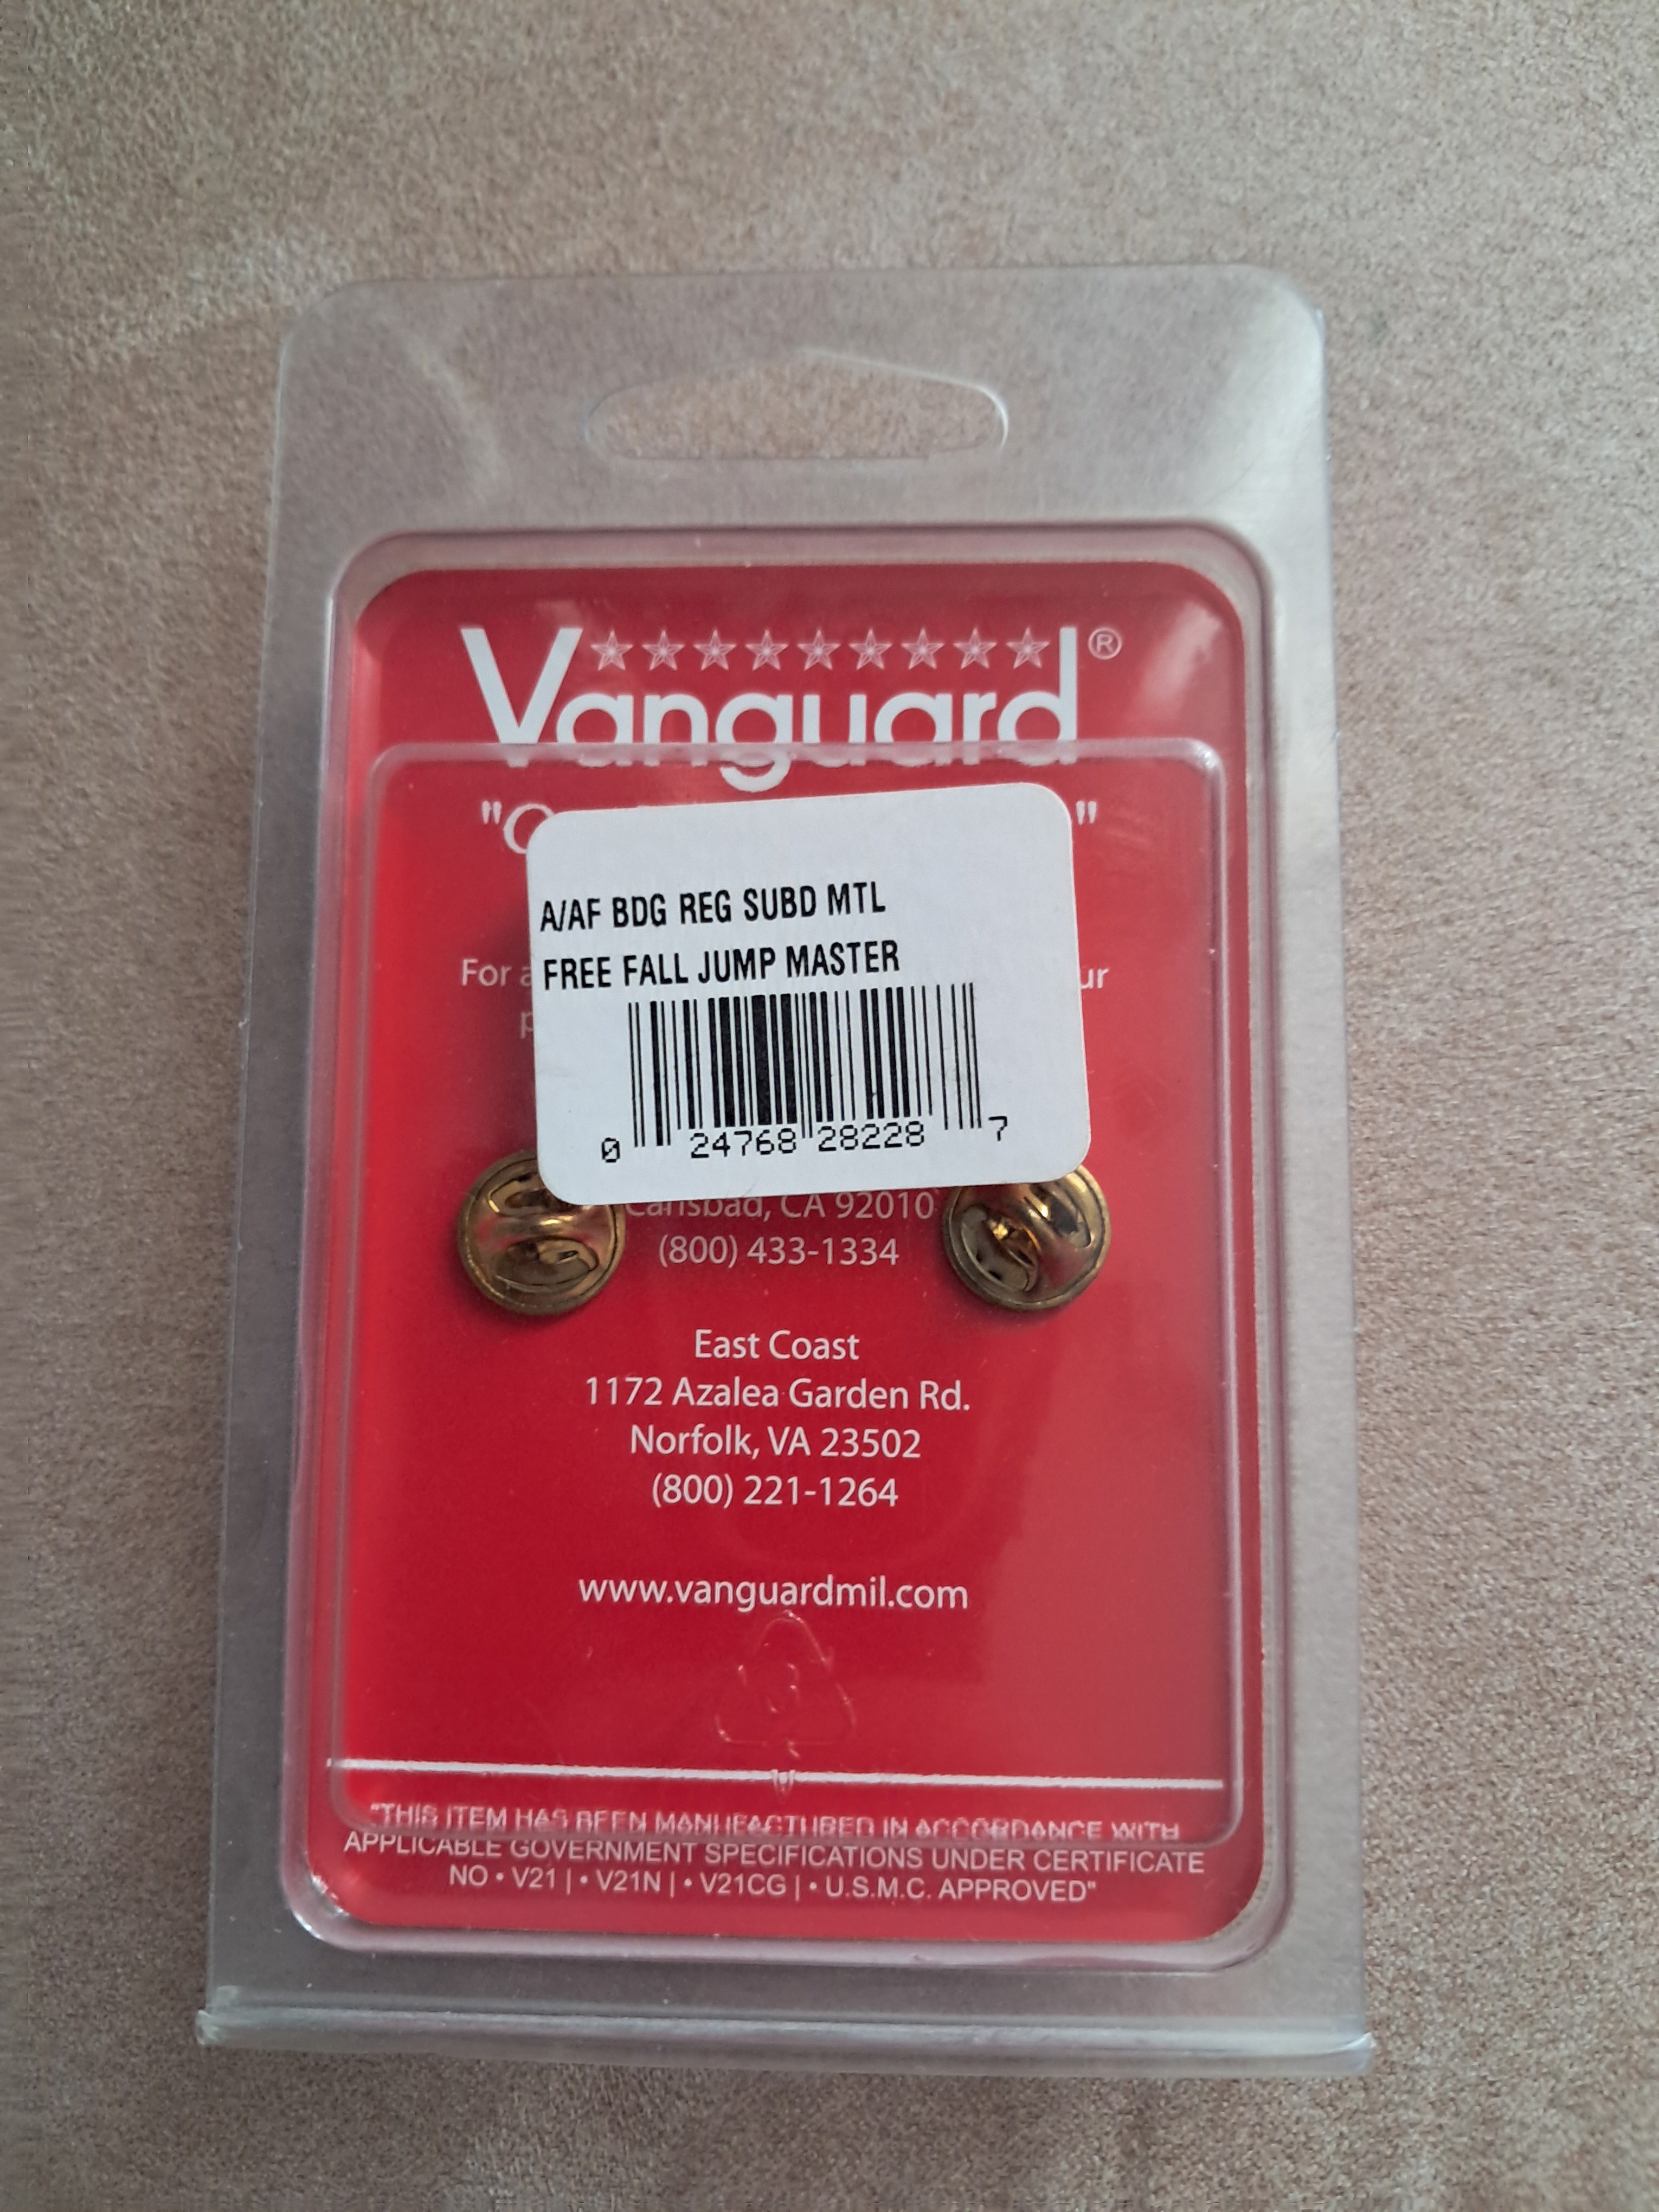 Vanguard®
A/AF BDG REG SUBD MTL
FREE FALL JUMP MASTER
0 24768 28228 7
For
Carlsbad, CA 92010
(800) 433-1334
East Coast
1172 Azalea Garden Rd.
Norfolk, VA 23502
(800) 221-1264
www.vanguardmil.com
"THIS ITEM HAS BEEN MANUFACTURED IN ACCORDANCE WITH
APPLICABLE GOVERNMENT SPECIFICATIONS UNDER CERTIFICATE
NO • V21 | • V21N | • V21CG | • U.S.M.C. APPROVED"